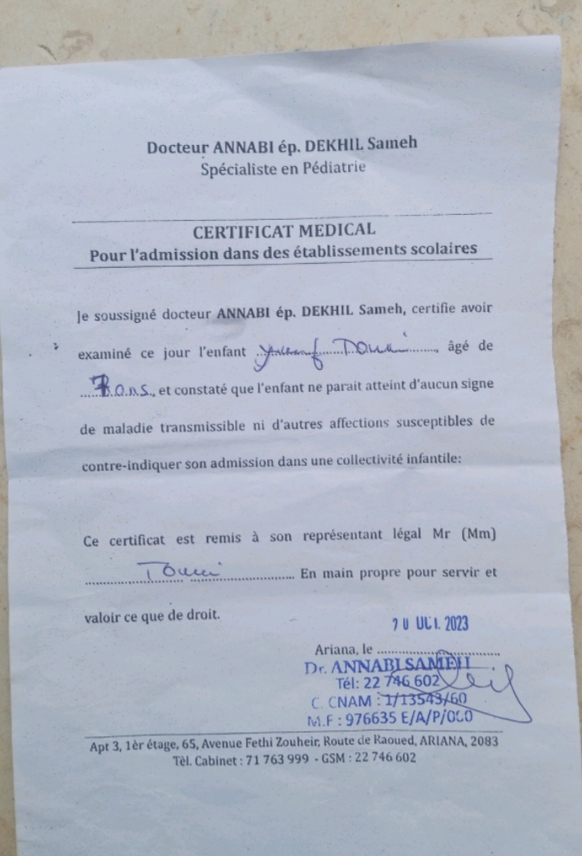 Docteur ANNABI ép. DEKHIL Sameh
Spécialiste en Pédiatrie
CERTIFICAT MEDICAL
Pour l'admission dans des établissements scolaires
Je soussigné docteur ANNABI ép. DEKHIL Sameh, certifie avoir
examiné ce jour l'enfant ................, âgé de
........, et constaté que l'enfant ne parait atteint d'aucun signe
de maladie transmissible ni d'autres affections susceptibles de
contre-indiquer son admission dans une collectivité infantile:
Ce certificat est remis à son représentant légal Mr (Mm)
................ En main propre pour servir et
valoir ce que de droit.
2023
Ariana, le ................
Dr. ANNABI SAMEH
Tél: 22 746 602
C. CNAM : 1/13543/60
M.F : 976635 E/A/P/000
Apt 3, 1èr étage, 65, Avenue Fethi Zouheir, Route de Raoued, ARIANA, 2083
Tèl. Cabinet : 71 763 999 - GSM : 22 746 602